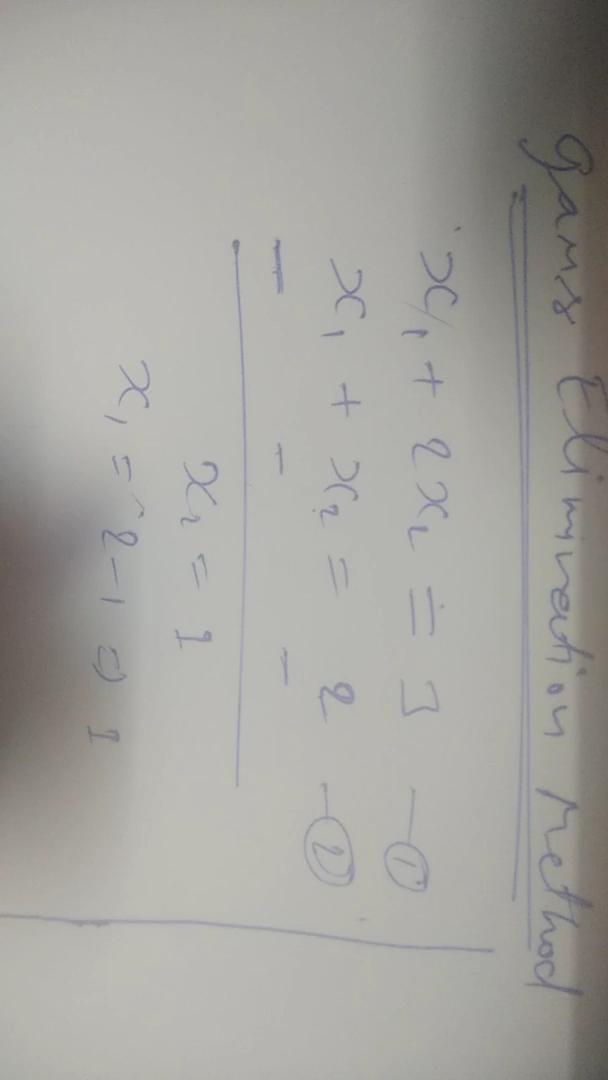 Gauss Elimination Method
x₁ + 2x₂ = 3 — ①
x₁ + x₂ = 2 — ②
— — —
x₂ = 1
x₁ = 2 - 1 ⇒ 1